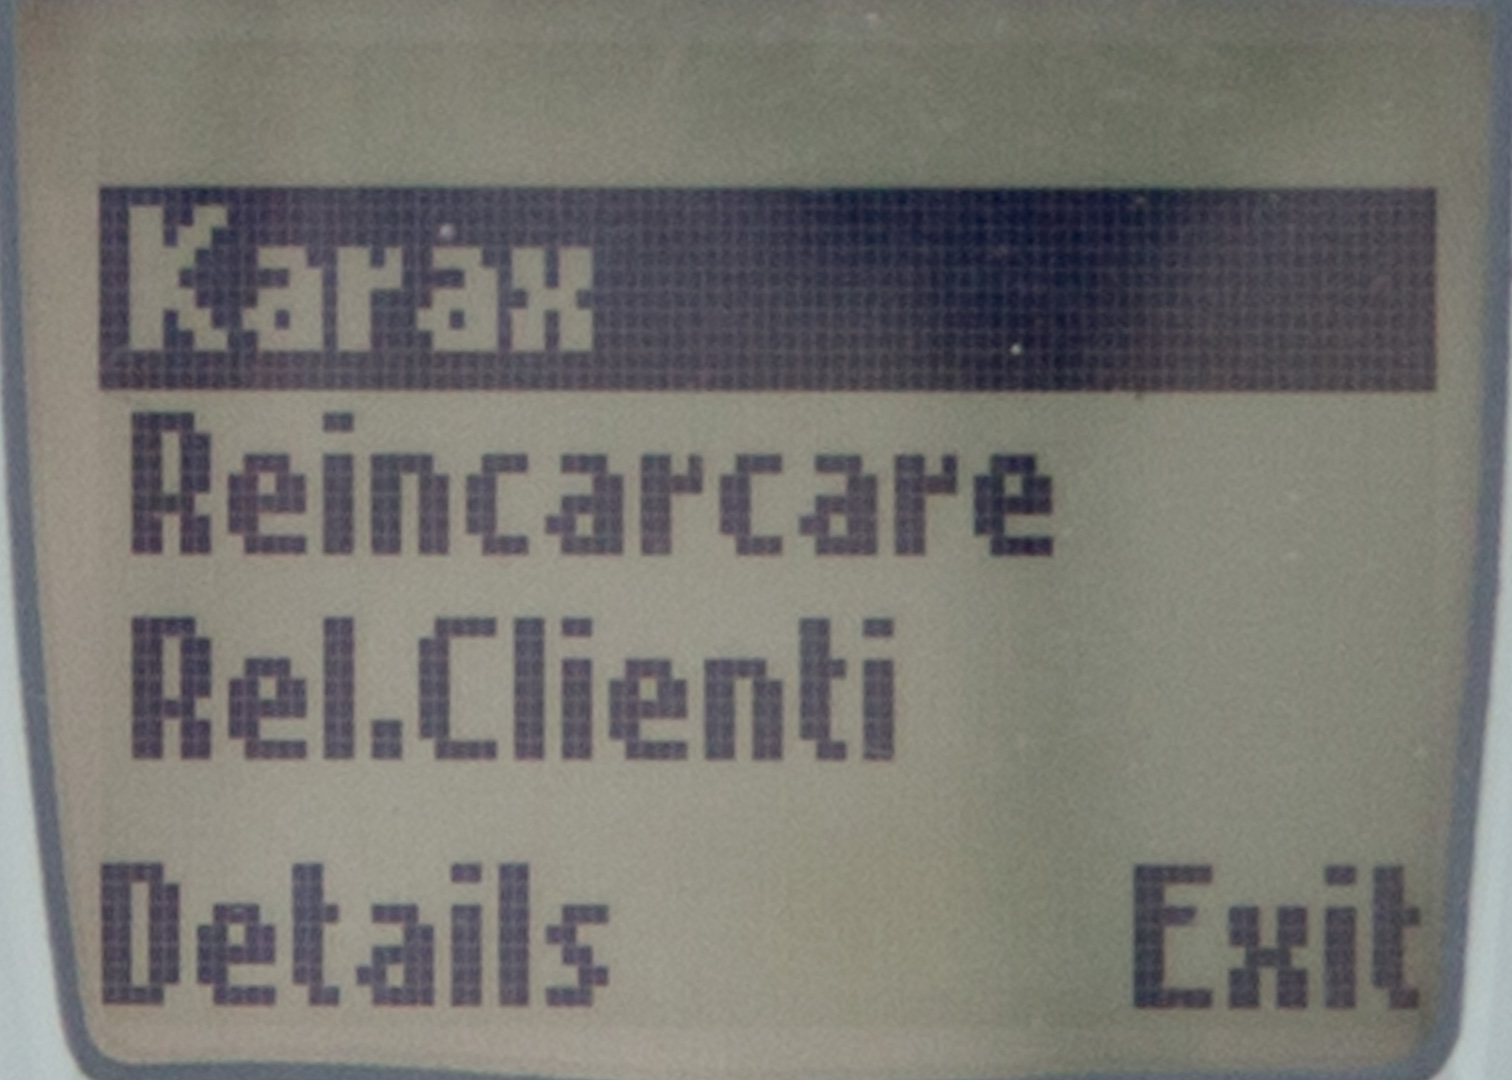 Karax
Reincarcare
Rel.Clienti
Details Exit